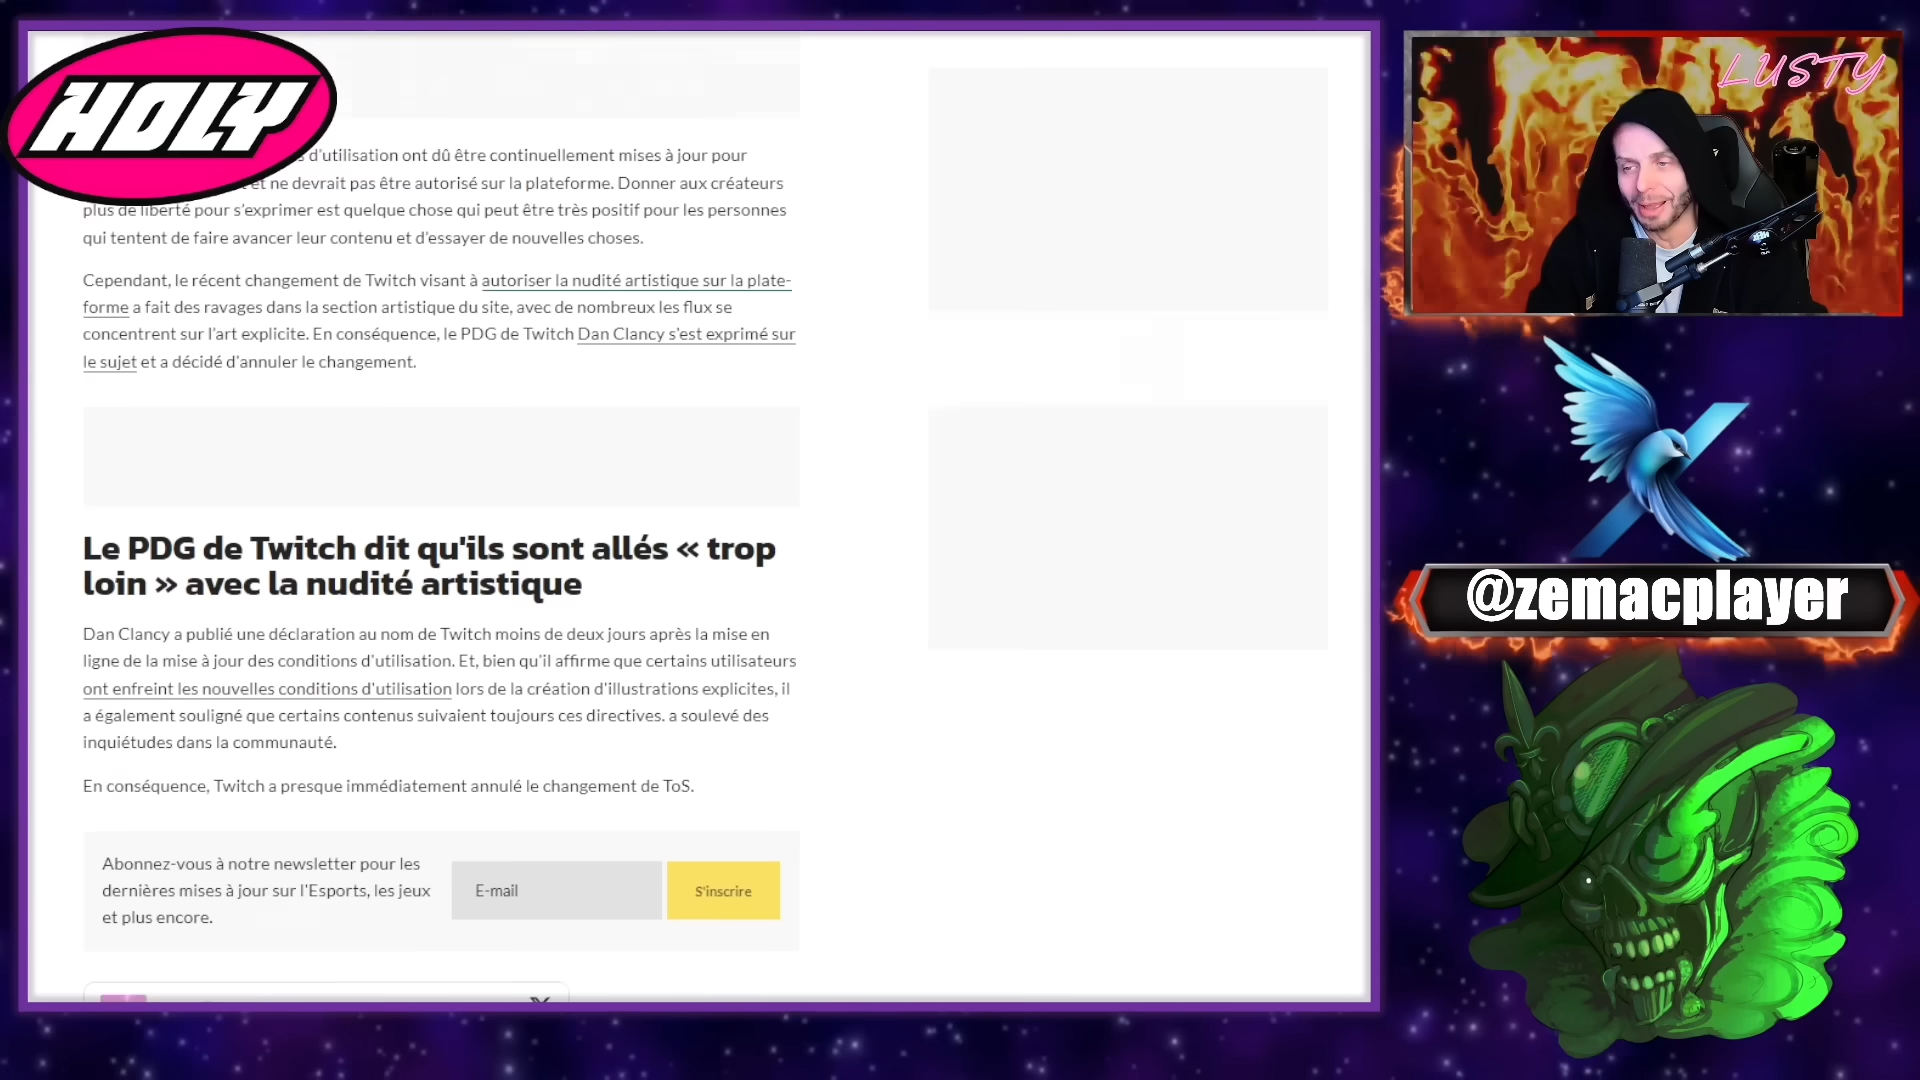 HOLY
LUSTY
d'utilisation ont dû être continuellement mises à jour pour
et ne devrait pas être autorisé sur la plateforme. Donner aux créateurs
plus de liberté pour s'exprimer est quelque chose qui peut être très positif pour les personnes
qui tentent de faire avancer leur contenu et d'essayer de nouvelles choses.
Cependant, le récent changement de Twitch visant à autoriser la nudité artistique sur la plate-
forme a fait des ravages dans la section artistique du site, avec de nombreux les flux se
concentrent sur l'art explicite. En conséquence, le PDG de Twitch Dan Clancy s'est exprimé sur
le sujet et a décidé d'annuler le changement.
Le PDG de Twitch dit qu'ils sont allés « trop
loin » avec la nudité artistique
Dan Clancy a publié une déclaration au nom de Twitch moins de deux jours après la mise en
ligne de la mise à jour des conditions d'utilisation. Et, bien qu'il affirme que certains utilisateurs
ont enfreint les nouvelles conditions d'utilisation lors de la création d'illustrations explicites, il
a également souligné que certains contenus suivaient toujours ces directives. a soulevé des
inquiétudes dans la communauté.
En conséquence, Twitch a presque immédiatement annulé le changement de ToS.
Abonnez-vous à notre newsletter pour les
dernières mises à jour sur l'Esports, les jeux
et plus encore.
E-mail
S'inscrire
@zemacplayer